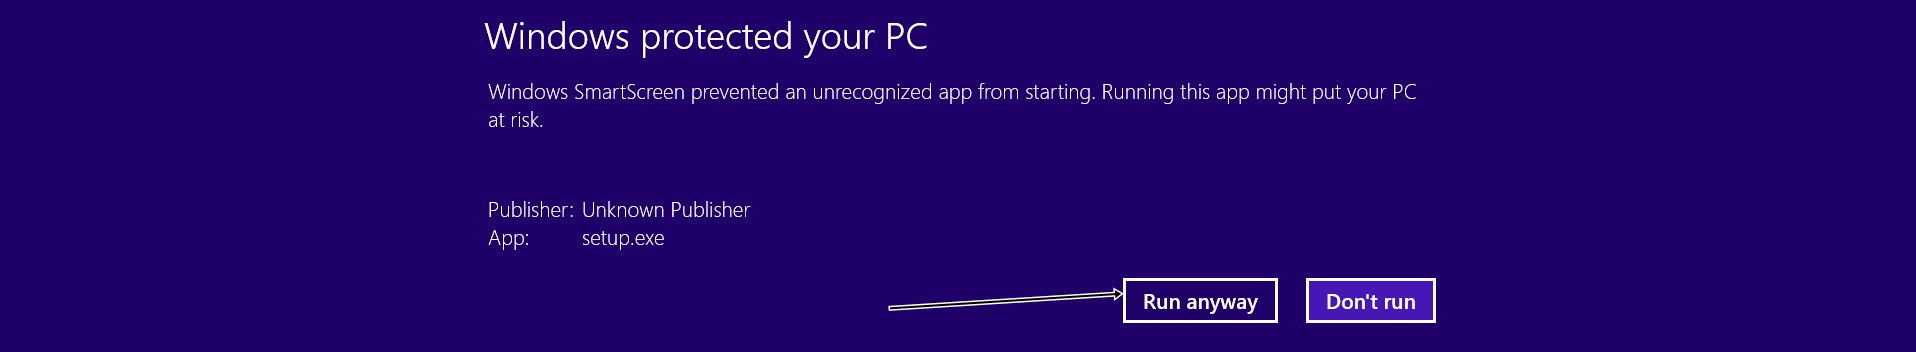 Windows protected your PC
Windows SmartScreen prevented an unrecognized app from starting. Running this app might put your PC
at risk.
Publisher: Unknown Publisher
App: setup.exe
Run anyway Don't run